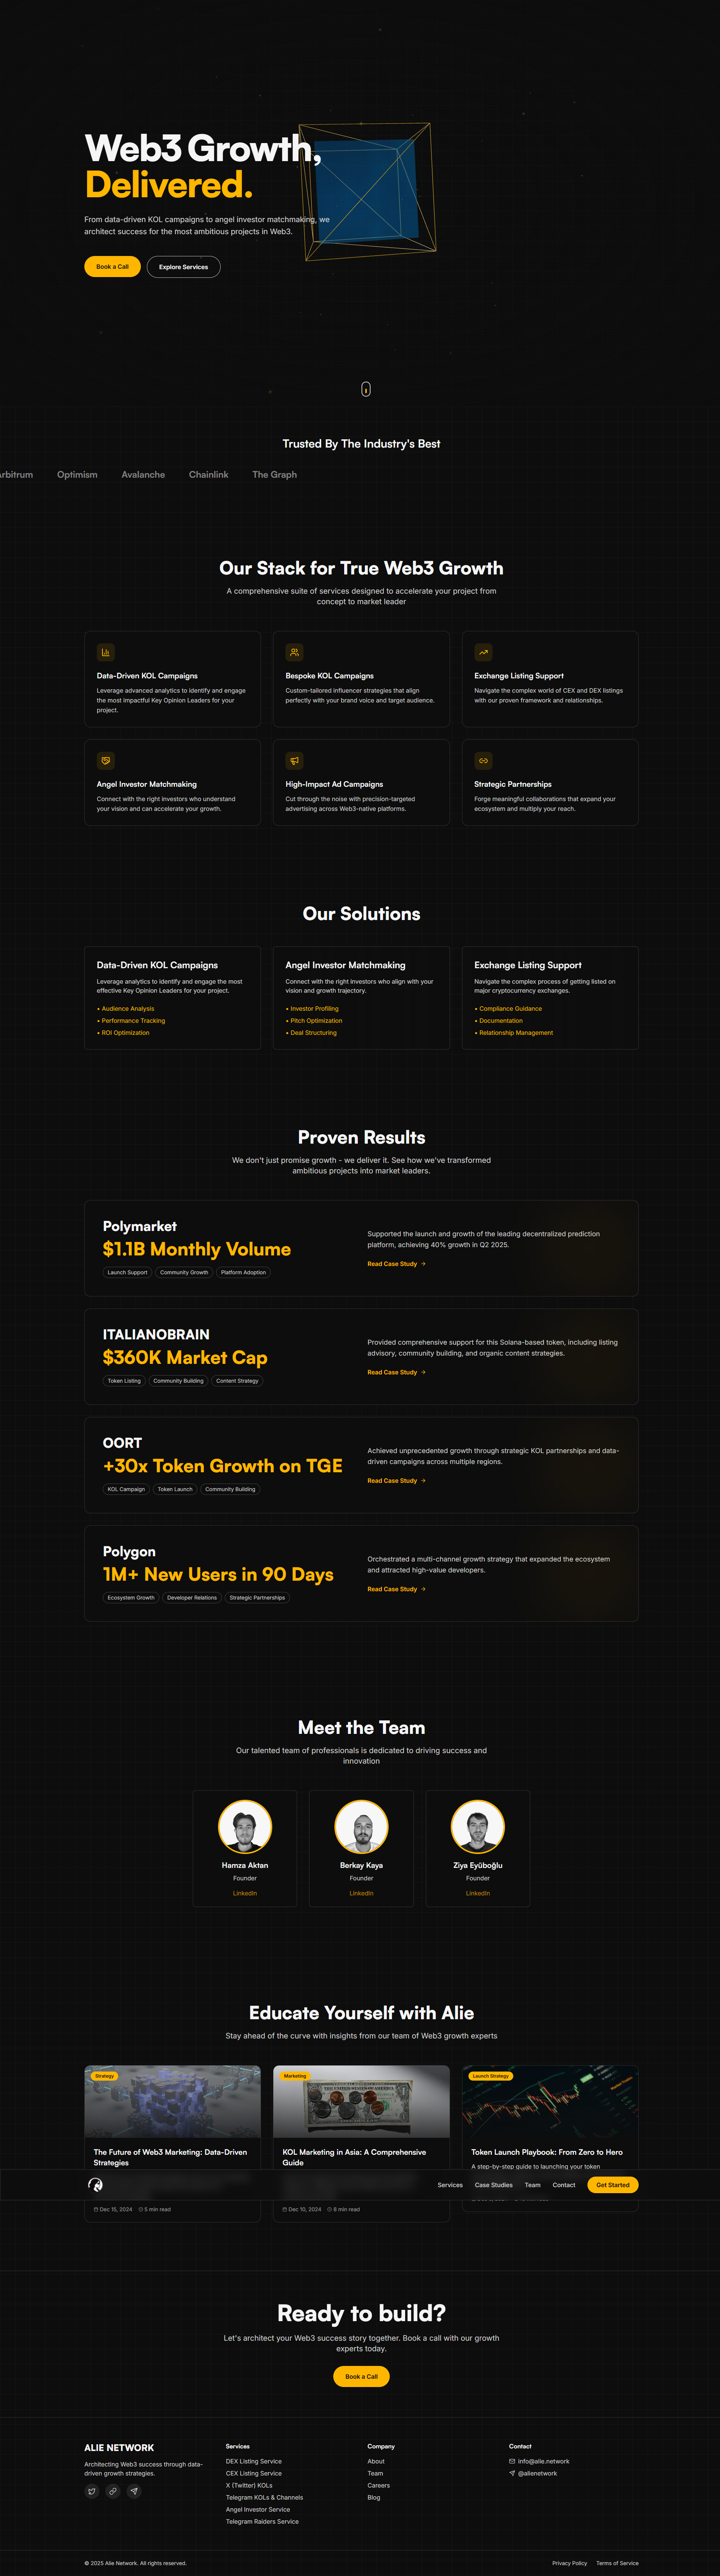 Web3 Growth,
Delivered.
From data-driven KOL campaigns to angel investor matchmaking, we
architect success for the most ambitious projects in Web3.
Book a Call
Explore Services
Trusted By The Industry's Best
Arbitrum Optimism Avalanche Chainlink The Graph
Our Stack for True Web3 Growth
A comprehensive suite of services designed to accelerate your project from
concept to market leader
Data-Driven KOL Campaigns
Leverage advanced analytics to identify and engage
the most impactful Key Opinion Leaders for your
project.
Bespoke KOL Campaigns
Custom-tailored influencer strategies that align
perfectly with your brand voice and target audience.
Exchange Listing Support
Navigate the complex world of CEX and DEX listings
with our proven framework and relationships.
Angel Investor Matchmaking
Connect with the right investors who understand
your vision and can accelerate your growth.
High-Impact Ad Campaigns
Cut through the noise with precision-targeted
advertising across Web3-native platforms.
Strategic Partnerships
Forge meaningful collaborations that expand your
ecosystem and multiply your reach.
Our Solutions
Data-Driven KOL Campaigns
Leverage analytics to identify and engage the most
effective Key Opinion Leaders for your project.
• Audience Analysis
• Performance Tracking
• ROI Optimization
Angel Investor Matchmaking
Connect with the right investors who align with your
vision and growth trajectory.
• Investor Profiling
• Pitch Optimization
• Deal Structuring
Exchange Listing Support
Navigate the complex process of getting listed on
major cryptocurrency exchanges.
• Compliance Guidance
• Documentation
• Relationship Management
Proven Results
We don't just promise growth - we deliver it. See how we've transformed
ambitious projects into market leaders.
Polymarket
$1.1B Monthly Volume
Launch Support Community Growth Platform Adoption
Supported the launch and growth of the leading decentralized prediction
platform, achieving 40% growth in Q2 2025.
Read Case Study →
ITALIANOBRAIN
$360K Market Cap
Token Listing Community Building Content Strategy
Provided comprehensive support for this Solana-based token, including listing
advisory, community building, and organic content strategies.
Read Case Study →
OORT
+30x Token Growth on TGE
KOL Campaign Token Launch Community Building
Achieved unprecedented growth through strategic KOL partnerships and data-
driven campaigns across multiple regions.
Read Case Study →
Polygon
1M+ New Users in 90 Days
Ecosystem Growth Developer Relations Strategic Partnerships
Orchestrated a multi-channel growth strategy that expanded the ecosystem
and attracted high-value developers.
Read Case Study →
Meet the Team
Our talented team of professionals is dedicated to driving success and
innovation
Hamza Aktan
Founder
LinkedIn
Berkay Kaya
Founder
LinkedIn
Ziya Eyüboğlu
Founder
LinkedIn
Educate Yourself with Alie
Stay ahead of the curve with insights from our team of Web3 growth experts
Strategy
The Future of Web3 Marketing: Data-Driven
Strategies
Dec 15, 2024 5 min read
Marketing
KOL Marketing in Asia: A Comprehensive
Guide
Dec 10, 2024 8 min read
Launch Strategy
Token Launch Playbook: From Zero to Hero
A step-by-step guide to launching your token
Services Case Studies Team Contact Get Started
Ready to build?
Let's architect your Web3 success story together. Book a call with our growth
experts today.
Book a Call
ALIE NETWORK
Architecting Web3 success through data-
driven growth strategies.
Services
DEX Listing Service
CEX Listing Service
X (Twitter) KOLs
Telegram KOLs & Channels
Angel Investor Service
Telegram Raiders Service
Company
About
Team
Careers
Blog
Contact
info@alie.network
@alienetwork
© 2025 Alie Network. All rights reserved.
Privacy Policy Terms of Service